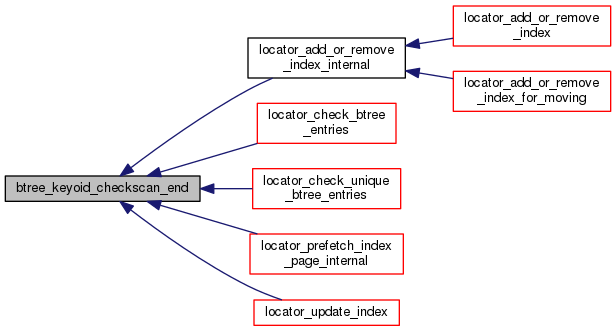 btree_keyoid_checkscan_end
locator_add_or_remove
_index_internal
locator_add_or_remove
_index
locator_add_or_remove
_index_for_moving
locator_check_btree
_entries
locator_check_unique
_btree_entries
locator_prefetch_index
_page_internal
locator_update_index